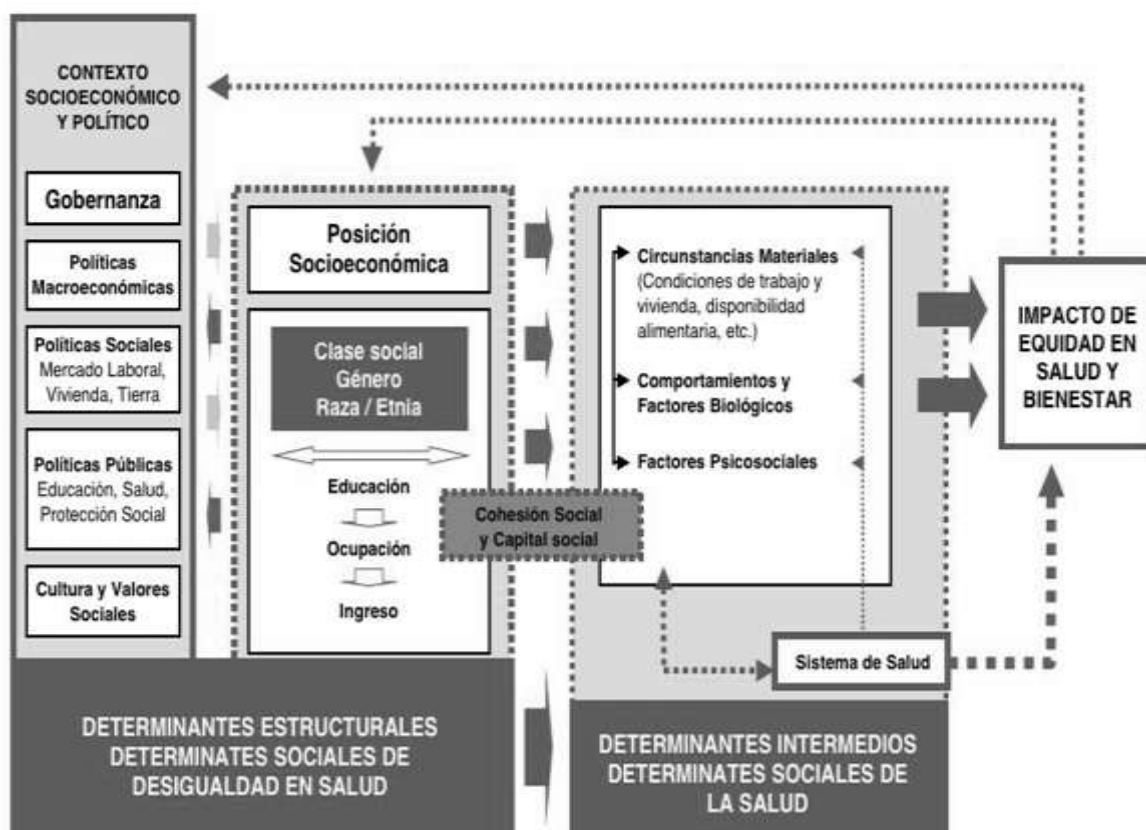 CONTEXTO
SOCIOECONÓMICO
Y POLÍTICO
Gobernanza
Políticas
Macroeconómicas
Políticas Sociales
Mercado Laboral,
Vivienda, Tierra
Políticas Públicas
Educación, Salud,
Protección Social
Cultura y Valores
Sociales
Posición
Socioeconómica
Clase social
Género
Raza / Etnia
Educación
Ocupación
Ingreso
Cohesión Social
y Capital social
Circunstancias Materiales
(Condiciones de trabajo y
vivienda, disponibilidad
alimentaria, etc.)
Comportamientos y
Factores Biológicos
Factores Psicosociales
Sistema de Salud
IMPACTO DE
EQUIDAD EN
SALUD Y
BIENESTAR
DETERMINANTES ESTRUCTURALES
DETERMINATES SOCIALES DE
DESIGUALDAD EN SALUD
DETERMINANTES INTERMEDIOS
DETERMINATES SOCIALES DE
LA SALUD